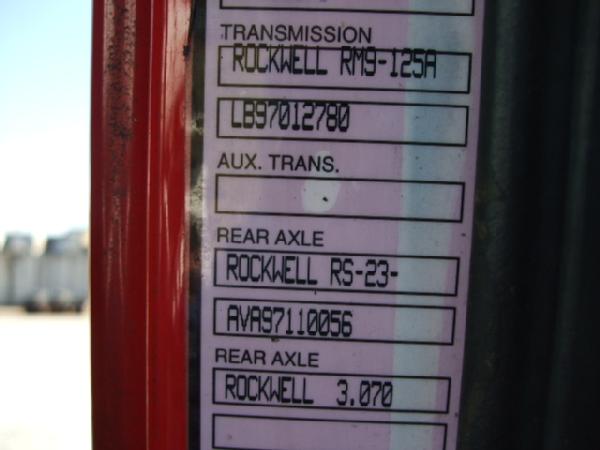 TRANSMISSION
ROCKWELL RM9-125A
LB97012780
AUX. TRANS.
REAR AXLE
ROCKWELL RS-23-
AVA97110056
REAR AXLE
ROCKWELL 3.070